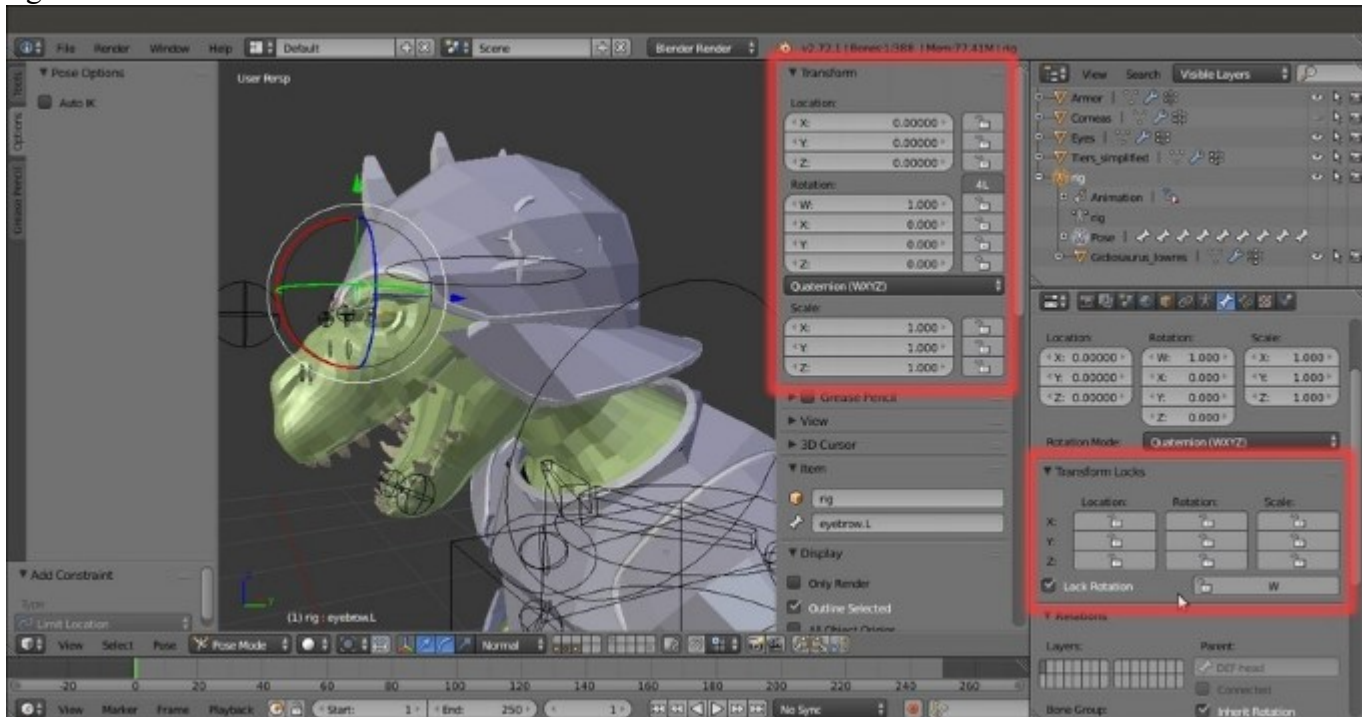 File Render Window Help Default Scene Blender Render v2.72.1 | Bones:1/388 | Mem:77.41M | rig
Tools
Options
Grease Pencil
Pose Options
Auto IK
Add Constraint
Type
Limit Location
User Persp
(1) rig : eyebrow.L
Transform
Location:
X: 0.00000
Y: 0.00000
Z: 0.00000
Rotation: 4L
W: 1.000
X: 0.000
Y: 0.000
Z: 0.000
Quaternion (WXYZ)
Scale:
X: 1.000
Y: 1.000
Z: 1.000
Grease Pencil
View
3D Cursor
Item
rig
eyebrow.L
Display
Only Render
Outline Selected
All Object Origins
View Search Visible Layers
Armor
Corneas
Eyes
Tiers_simplified
rig
Animation
rig
Pose
Gidiosaurus_lowres
Location: Rotation: Scale:
X: 0.00000 W: 1.000 X: 1.000
Y: 0.00000 X: 0.000 Y: 1.000
Z: 0.00000 Y: 0.000 Z: 1.000
Z: 0.000
Rotation Mode: Quaternion (WXYZ)
Transform Locks
Location: Rotation: Scale:
X:
Y:
Z:
Lock Rotation W
Relations
Layers: Parent:
DEF-head
Connected
Bone Group: Inherit Rotation
View Select Pose Pose Mode Normal
-20 0 20 40 60 80 100 120 140 160 180 200 220 240 260
View Marker Frame Playback Start: 1 End: 250 1 No Sync